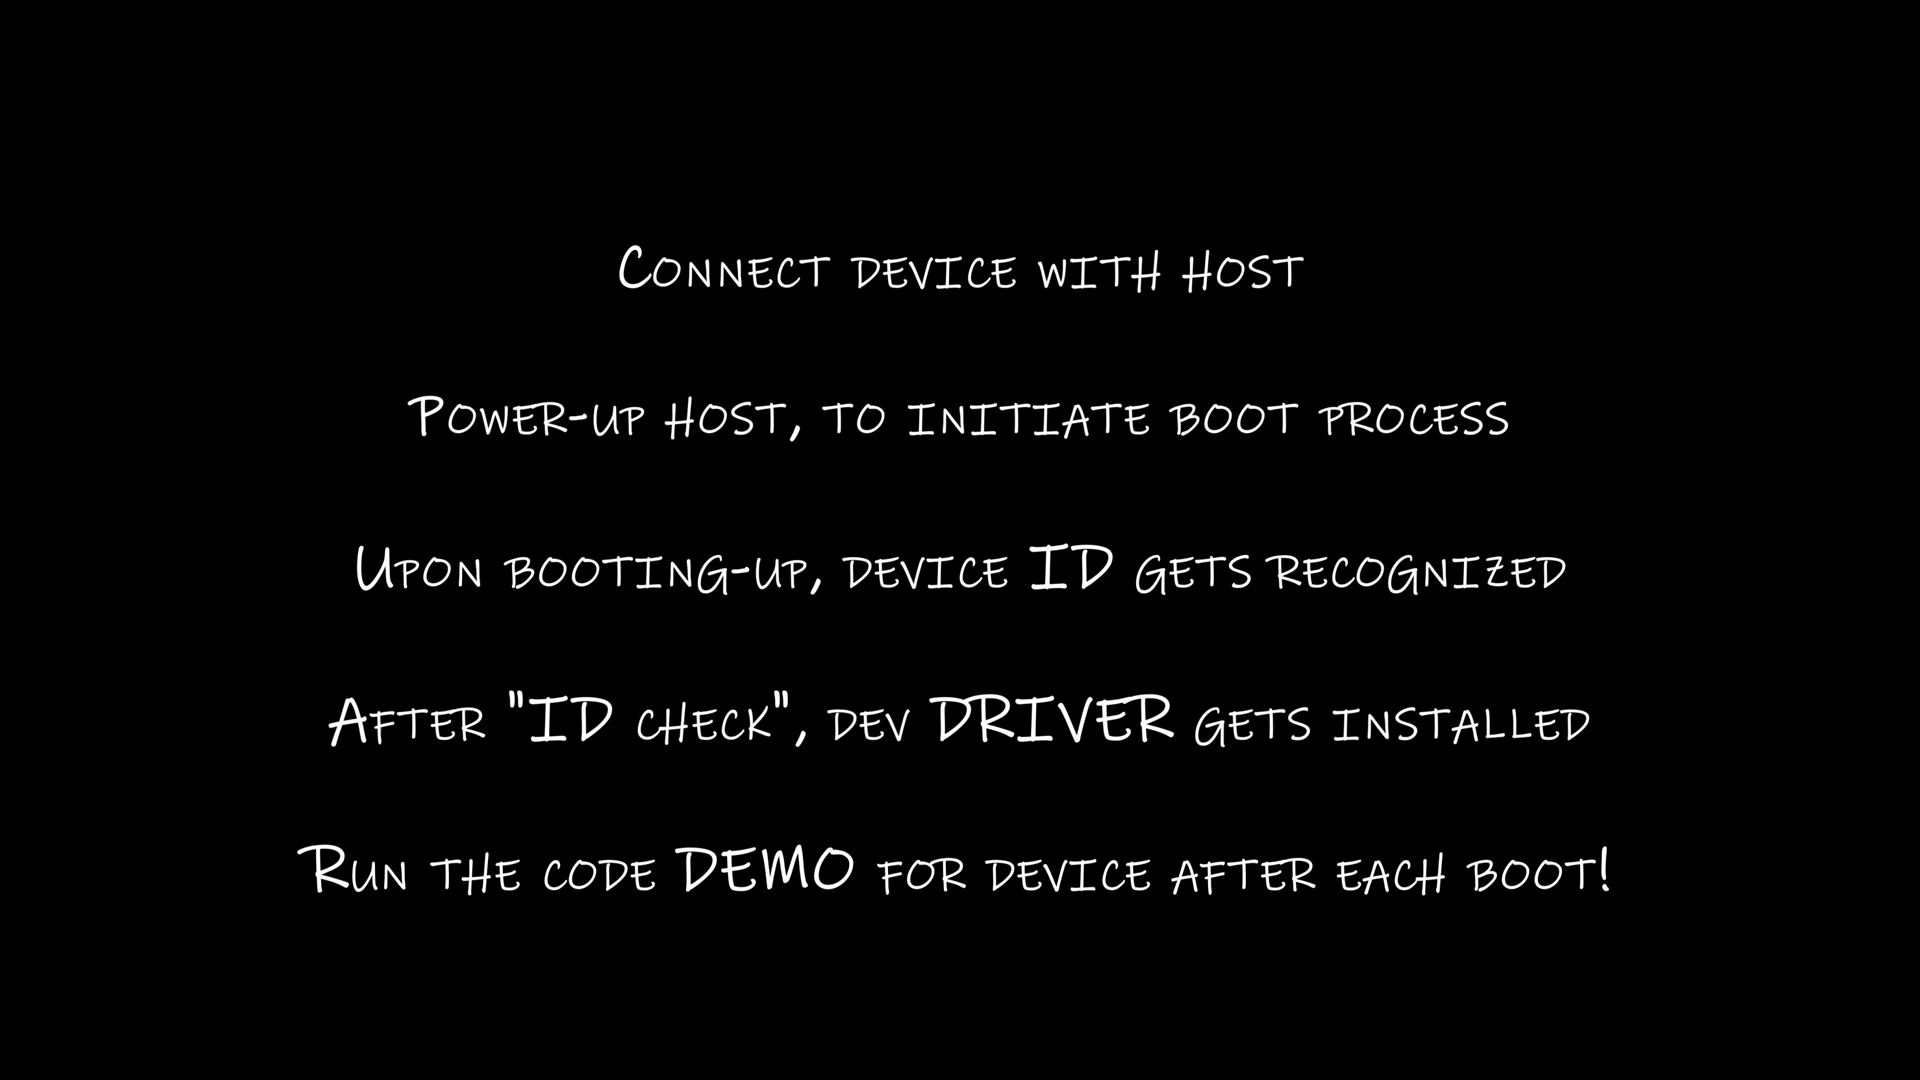 Connect device with host
Power-up host, to initiate boot process
Upon booting-up, device ID gets recognized
After "ID check", dev DRIVER gets installed
Run the code DEMO for device after each boot!